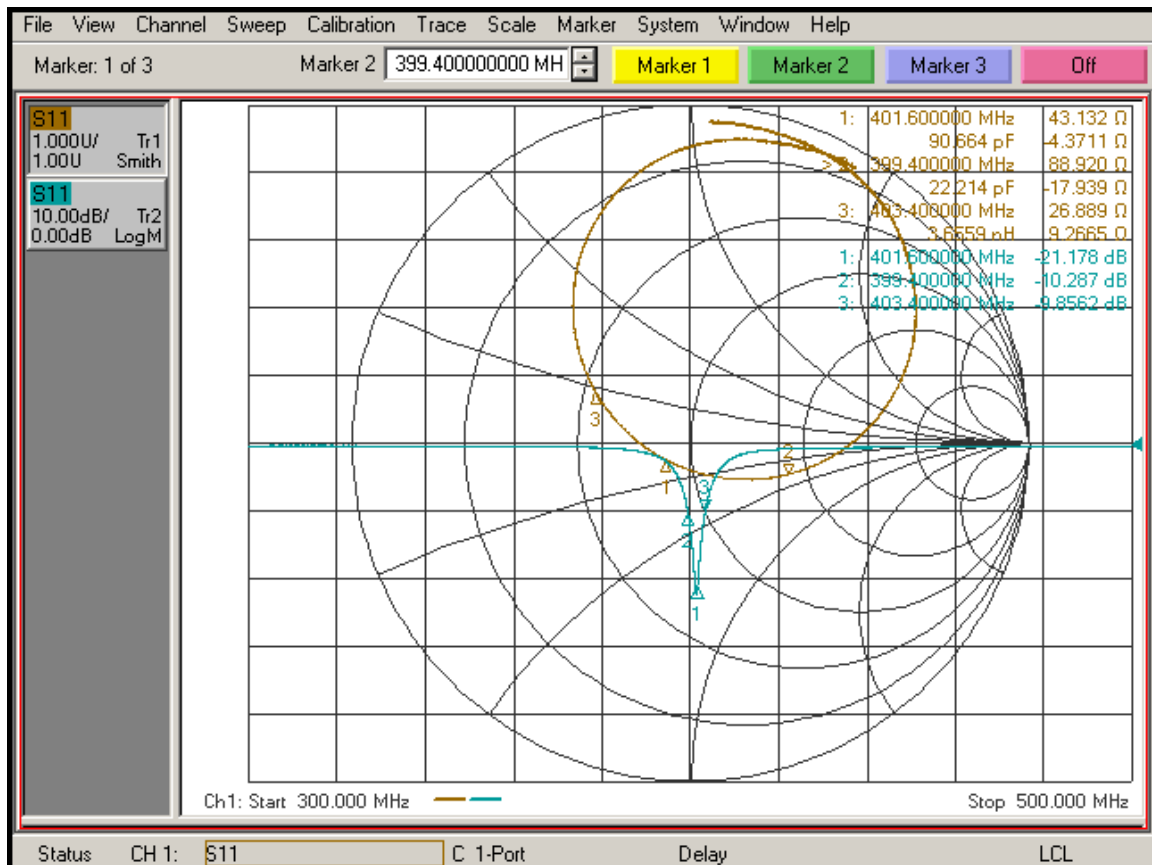 File View Channel Sweep Calibration Trace Scale Marker System Window Help
Marker: 1 of 3 Marker 2 399.400000000 MH Marker 1 Marker 2 Marker 3 Off
S11
1.000U/ Tr1
1.00U Smith
S11
10.00dB/ Tr2
0.00dB LogM
1: 401.600000 MHz 43.132 Ω
90.664 pF -4.3711 Ω
> 2: 399.400000 MHz 88.920 Ω
22.214 pF -17.939 Ω
3: 403.400000 MHz 26.889 Ω
3.6559 nH 9.2665 Ω
1: 401.600000 MHz -21.178 dB
2: 399.400000 MHz -10.287 dB
3: 403.400000 MHz -9.8562 dB
3
2
1
3
2
1
Ch1: Start 300.000 MHz Stop 500.000 MHz
Status CH 1: S11 C 1-Port Delay LCL